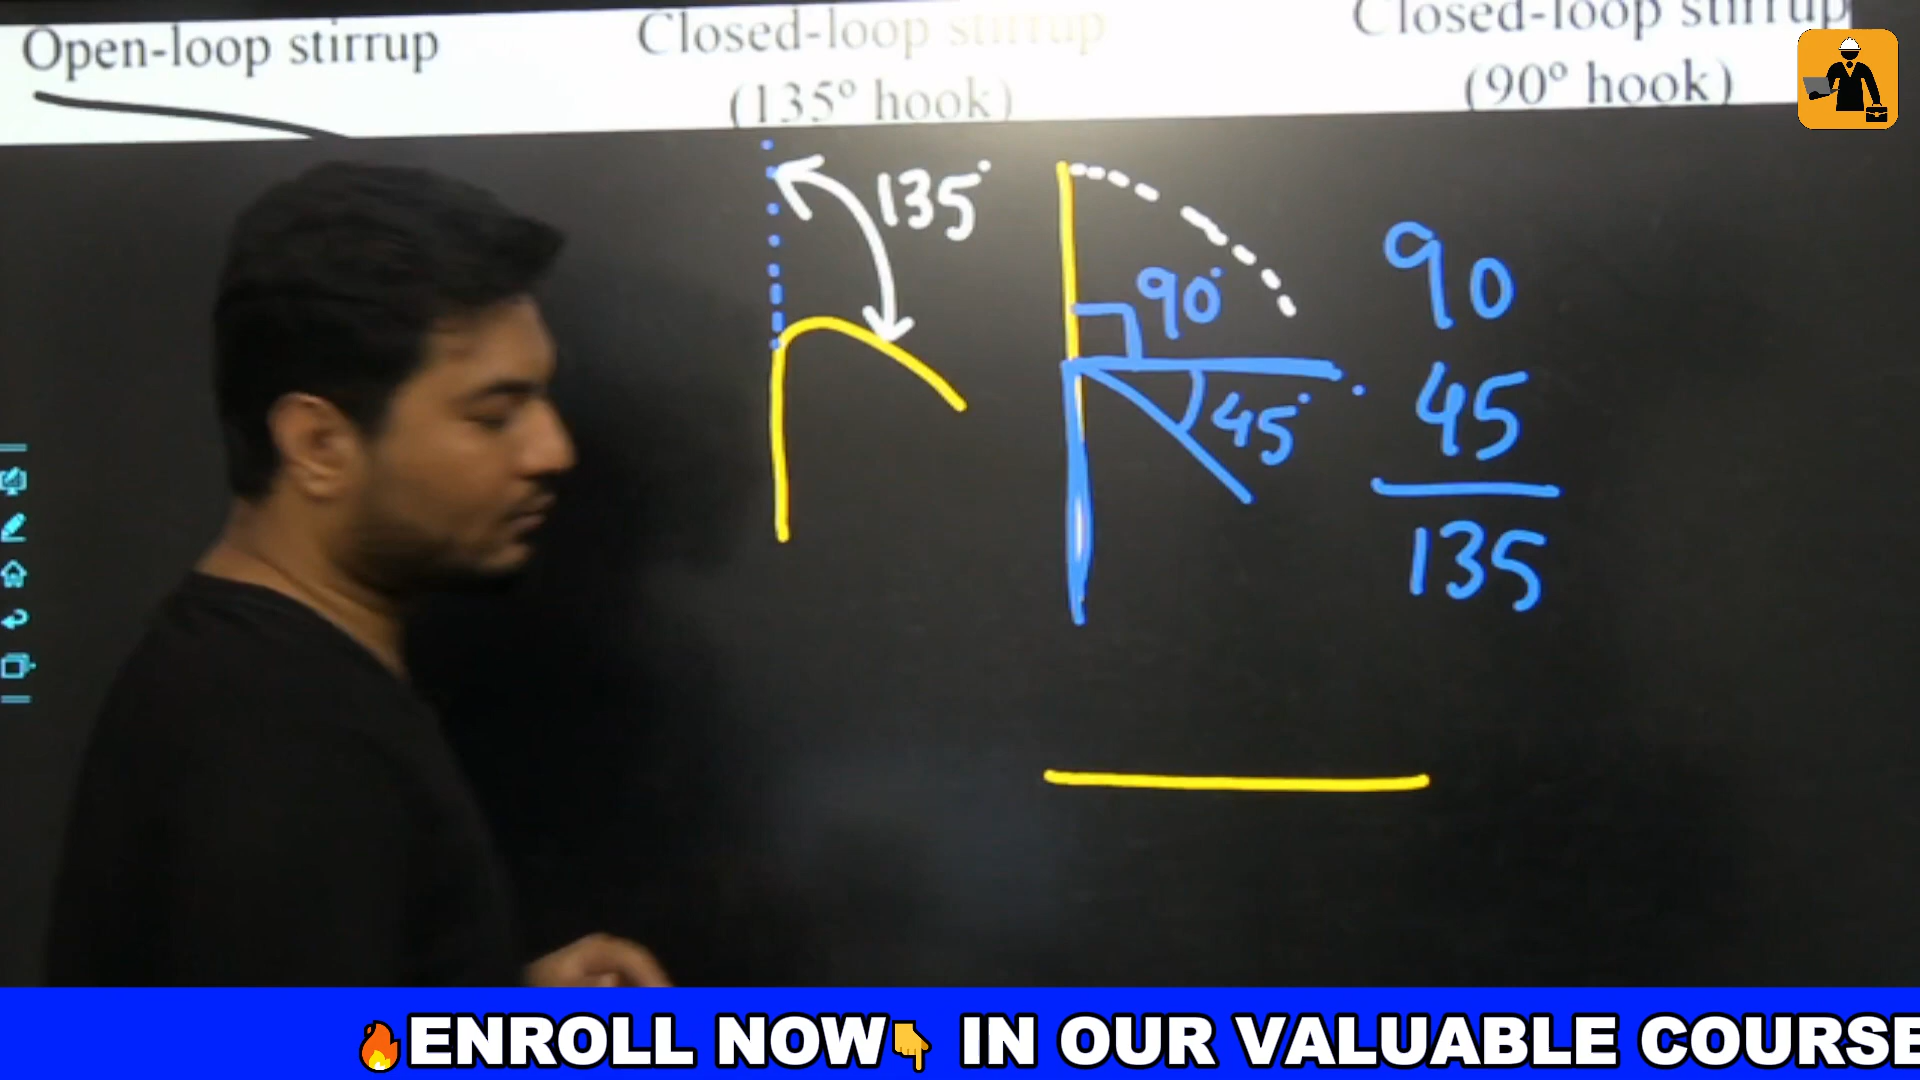 Open-loop stirrup
Closed-loop stirrup
(135° hook)
Closed-loop stirrup
(90° hook)
135°
90°
45°
90
45
135
🔥ENROLL NOW👇 IN OUR VALUABLE COURSE